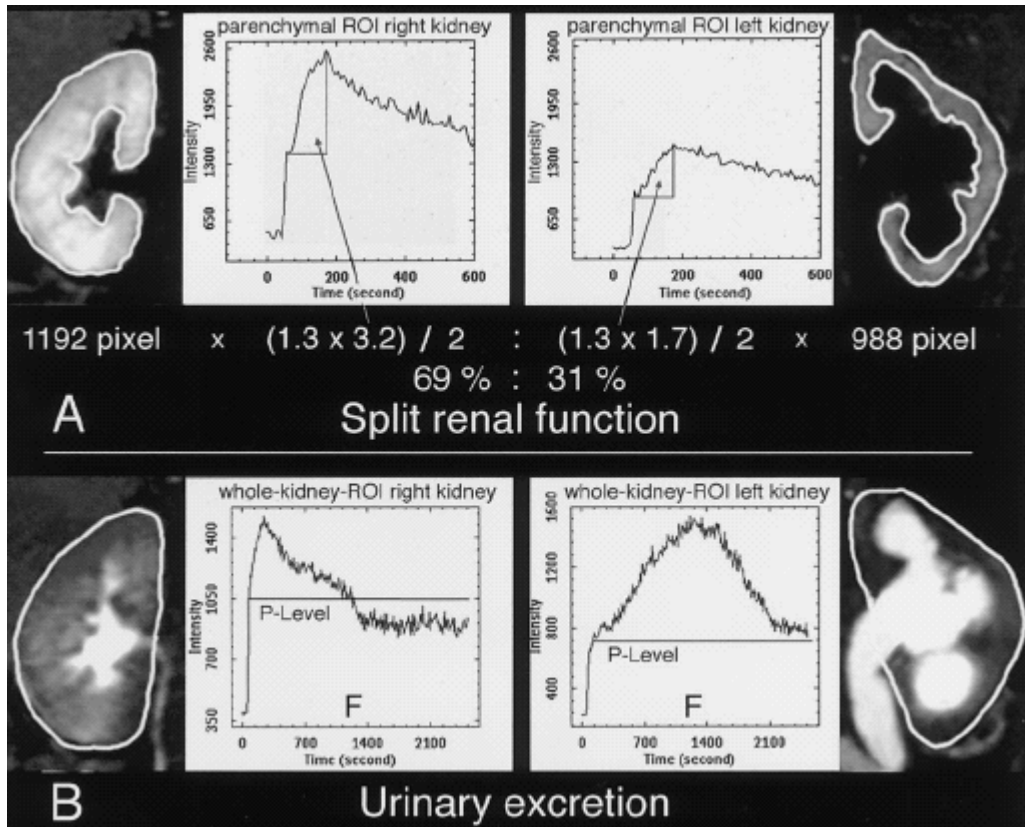 parenchymal ROI right kidney
2600
1950
1300
650
Intensity
0 200 400 600
Time (second)
parenchymal ROI left kidney
2600
1950
1300
650
Intensity
0 200 400 600
Time (second)
1192 pixel x (1.3 x 3.2) / 2 : (1.3 x 1.7) / 2 x 988 pixel
69 % : 31 %
A Split renal function
whole-kidney-ROI right kidney
1400
1050
700
350
Intensity
P-Level
F
0 700 1400 2100
Time (second)
whole-kidney-ROI left kidney
1600
1200
800
400
Intensity
P-Level
F
0 700 1400 2100
Time (second)
B Urinary excretion